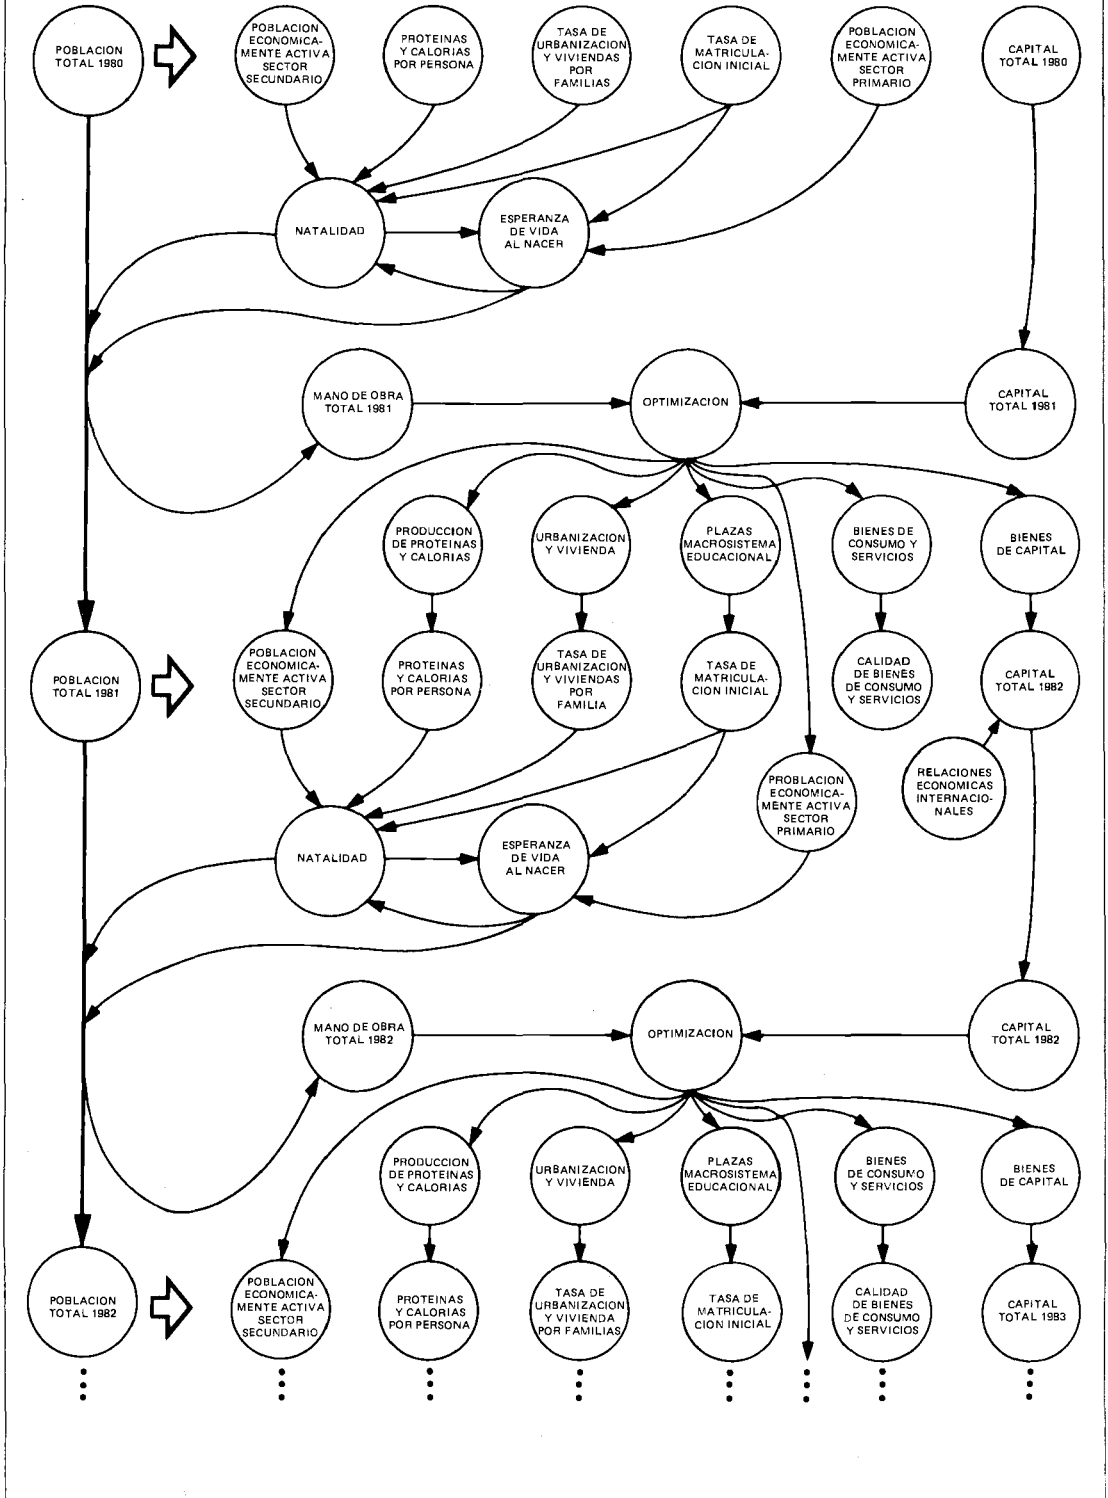 POBLACION
TOTAL 1980
POBLACION
ECONOMICA-
MENTE ACTIVA
SECTOR
SECUNDARIO
PROTEINAS
Y CALORIAS
POR PERSONA
TASA DE
URBANIZACION
Y VIVIENDAS
POR
FAMILIAS
TASA DE
MATRICULA-
CION INICIAL
POBLACION
ECONOMICA-
MENTE ACTIVA
SECTOR
PRIMARIO
CAPITAL
TOTAL 1980
NATALIDAD
ESPERANZA
DE VIDA
AL NACER
MANO DE OBRA
TOTAL 1981
OPTIMIZACION
CAPITAL
TOTAL 1981
PRODUCCION
DE PROTEINAS
Y CALORIAS
URBANIZACION
Y VIVIENDA
PLAZAS
MACROSISTEMA
EDUCACIONAL
BIENES DE
CONSUMO Y
SERVICIOS
BIENES
DE CAPITAL
POBLACION
TOTAL 1981
POBLACION
ECONOMICA-
MENTE ACTIVA
SECTOR
SECUNDARIO
PROTEINAS
Y CALORIAS
POR PERSONA
TASA DE
URBANIZACION
Y VIVIENDAS
POR
FAMILIA
TASA DE
MATRICULA-
CION INICIAL
CALIDAD
DE BIENES
DE CONSUMO
Y SERVICIOS
CAPITAL
TOTAL 1982
PROBLACION
ECONOMICA-
MENTE ACTIVA
SECTOR
PRIMARIO
RELACIONES
ECONOMICAS
INTERNACIO-
NALES
NATALIDAD
ESPERANZA
DE VIDA
AL NACER
MANO DE OBRA
TOTAL 1982
OPTIMIZACION
CAPITAL
TOTAL 1982
PRODUCCION
DE PROTEINAS
Y CALORIAS
URBANIZACION
Y VIVIENDA
PLAZAS
MACROSISTEMA
EDUCACIONAL
BIENES
DE CONSUMO
Y SERVICIOS
BIENES
DE CAPITAL
POBLACION
TOTAL 1982
POBLACION
ECONOMICA-
MENTE ACTIVA
SECTOR
SECUNDARIO
PROTEINAS
Y CALORIAS
POR PERSONA
TASA DE
URBANIZACION
Y VIVIENDA
POR FAMILIAS
TASA DE
MATRICULA-
CION INICIAL
CALIDAD
DE BIENES
DE CONSUMO
Y SERVICIOS
CAPITAL
TOTAL 1983